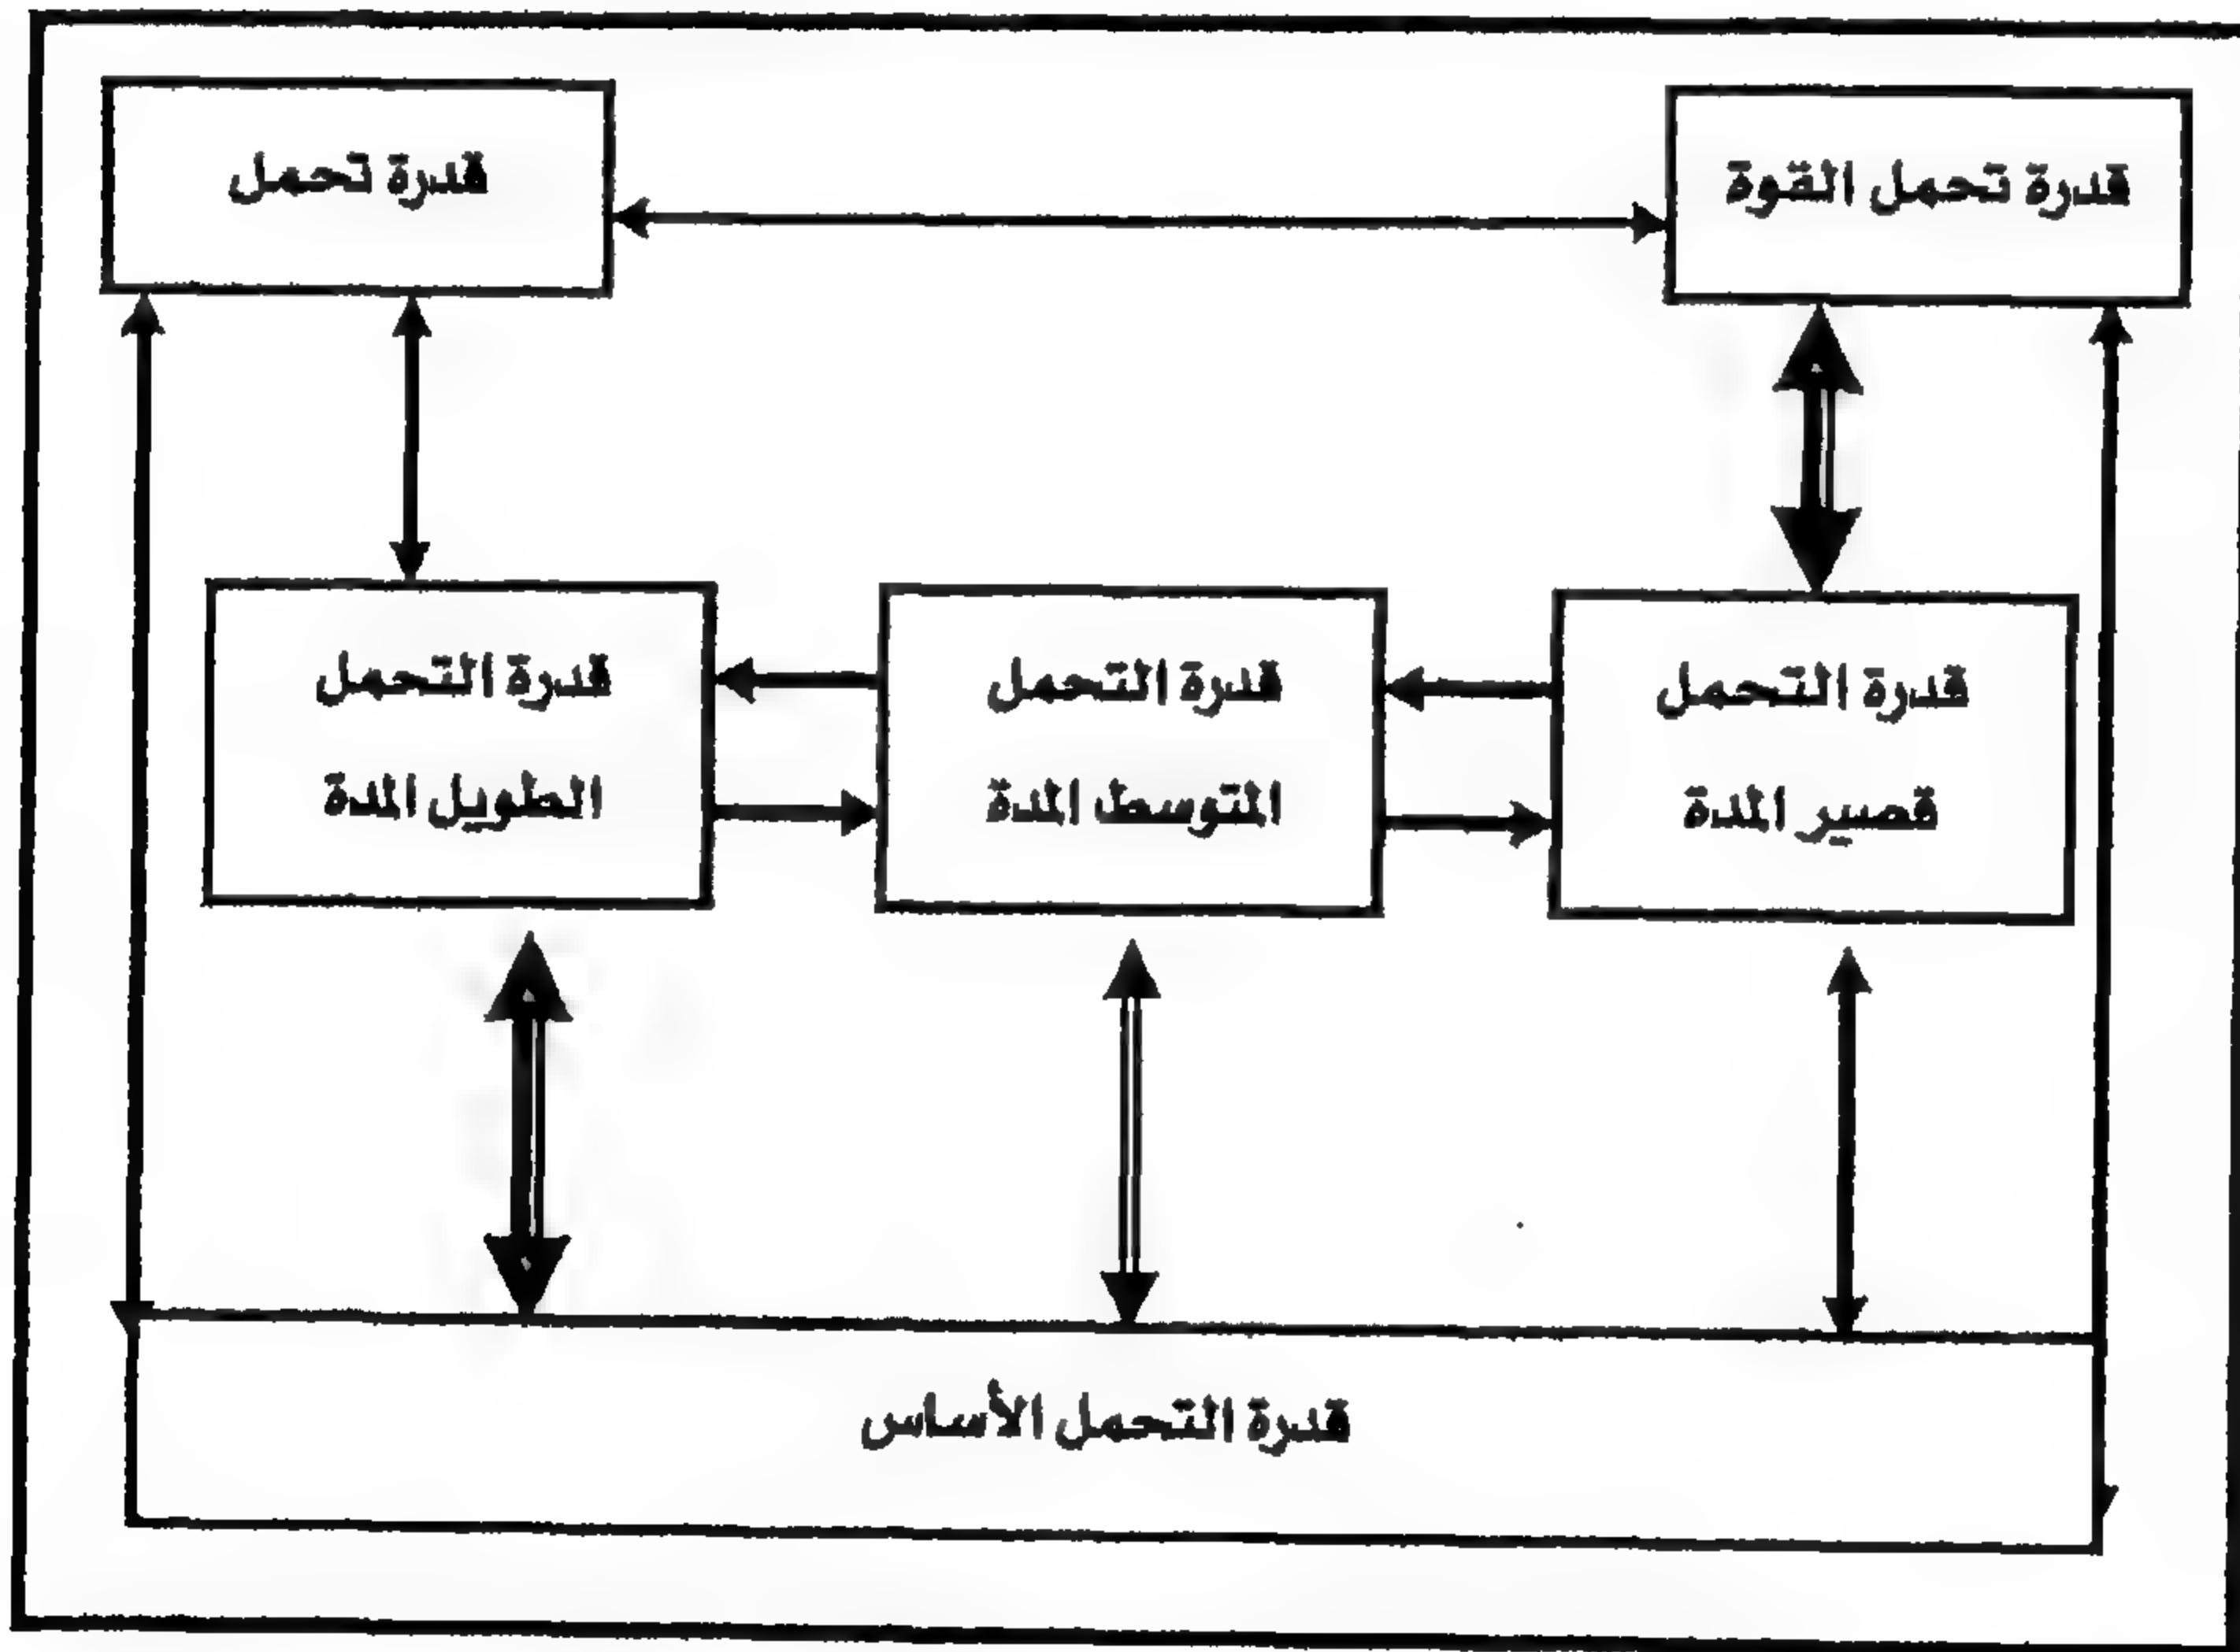 قدرة تحمل القوة
قدرة تحمل
قدرة التحمل
قصير المدة
قدرة التحمل
المتوسط المدة
قدرة التحمل
الطويل المدة
قدرة التحمل الأساس